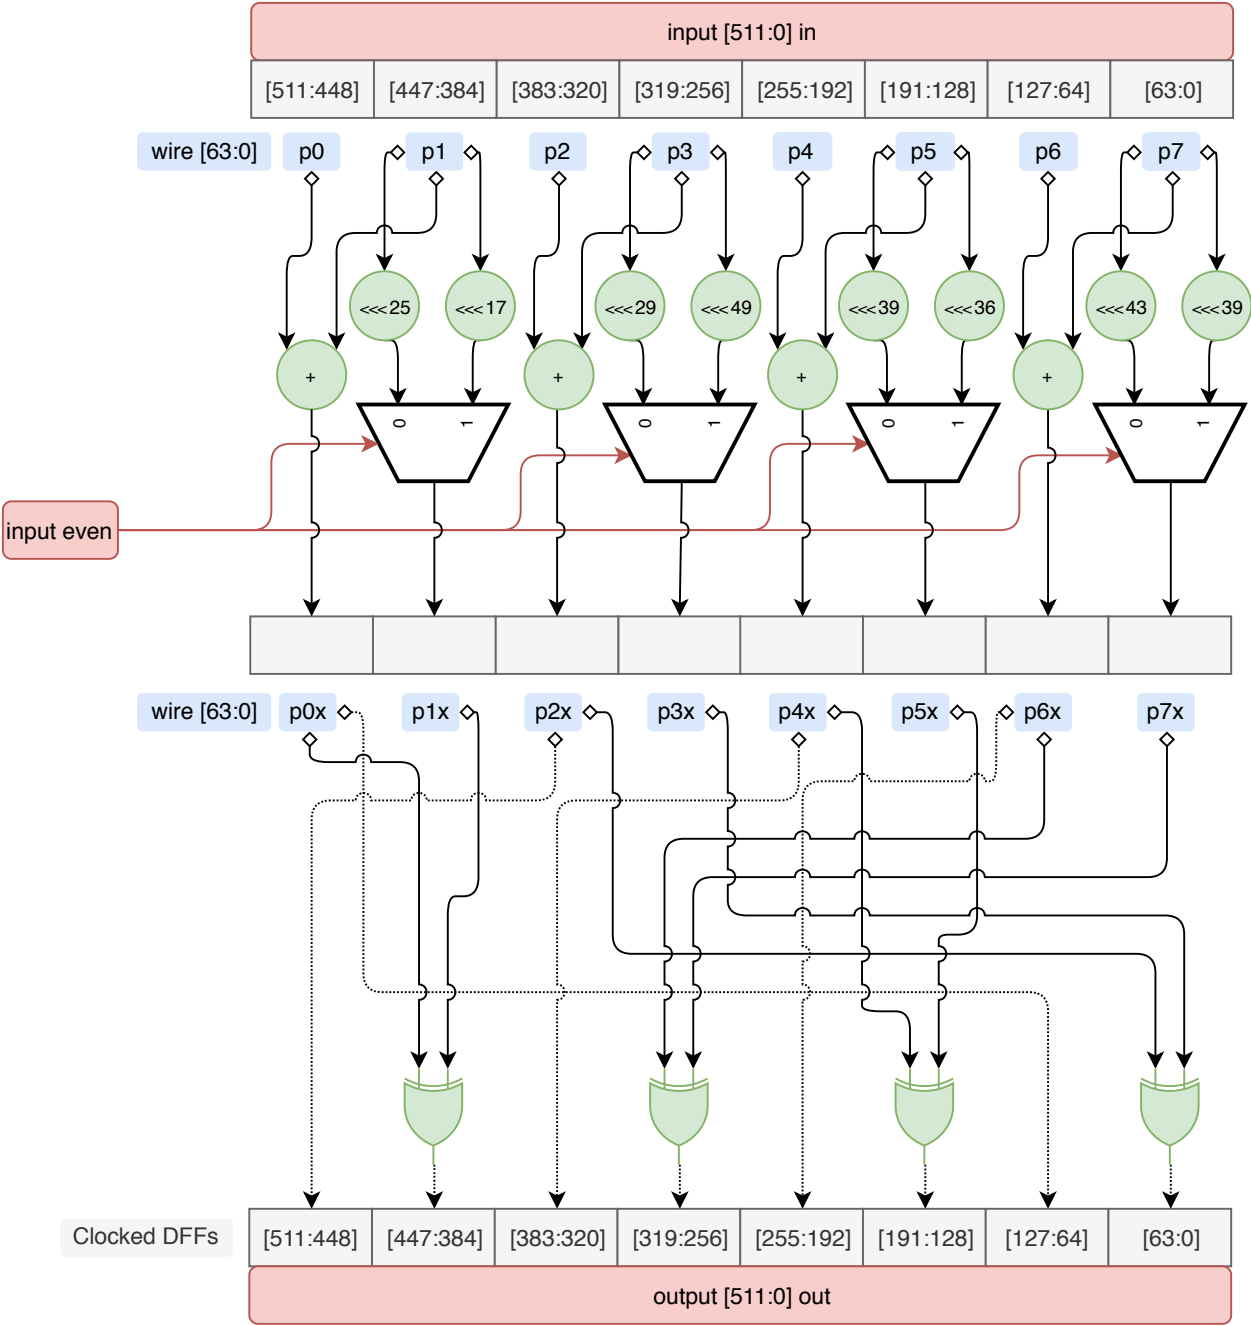 input [511:0] in
[511:448] [447:384] [383:320] [319:256] [255:192] [191:128] [127:64] [63:0]
wire [63:0] p0 p1 p2 p3 p4 p5 p6 p7
<<<25 <<<17 <<<29 <<<49 <<<39 <<<36 <<<43 <<<39
+ + + +
0 1 0 1 0 1 0 1
input even
wire [63:0] p0x p1x p2x p3x p4x p5x p6x p7x
Clocked DFFs [511:448] [447:384] [383:320] [319:256] [255:192] [191:128] [127:64] [63:0]
output [511:0] out